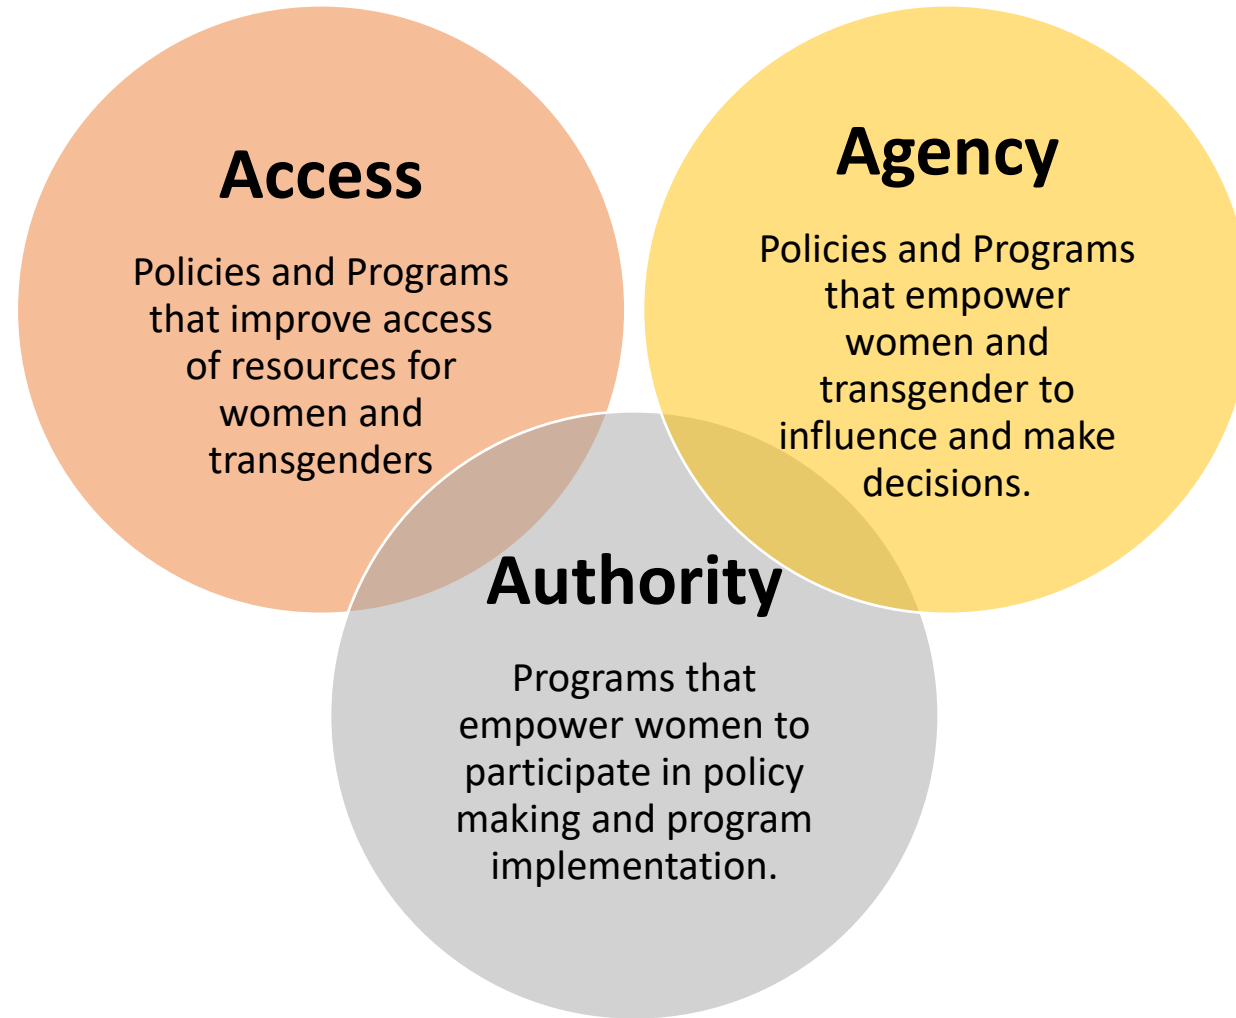 Access
Policies and Programs
that improve access
of resources for
women and
transgenders
Agency
Policies and Programs
that empower
women and
transgender to
influence and make
decisions.
Authority
Programs that
empower women to
participate in policy
making and program
implementation.